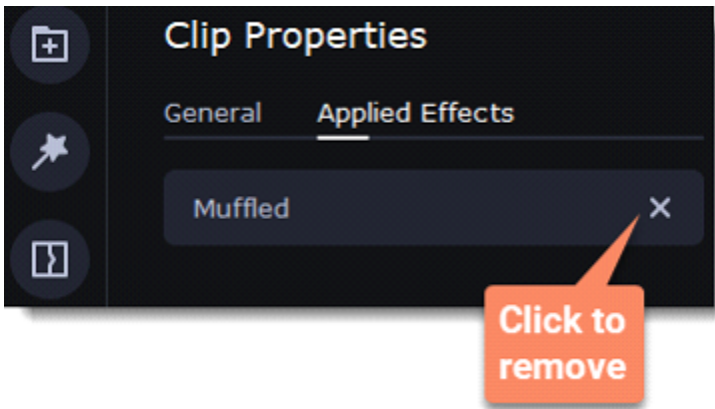 Clip Properties
General Applied Effects
Muffled
Click to
remove